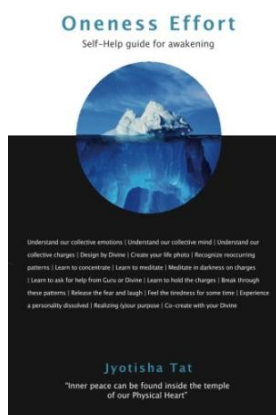 Oneness Effort
Self-Help guide for awakening
Understand our collective emotions | Understand our collective mind | Understand our
collective charges | Design by Divine | Create your life photo | Recognize reoccurring
patterns | Learn to concentrate | Learn to meditate | Meditate in darkness on charges
| Learn to ask for help from Guru or Divine | Learn to hold the charges | Break through
these patterns | Release the fear and laugh | Feel the tiredness for some time | Experience
a personality dissolved | Realizing (y)our purpose | Co-create with your Divine
Jyotisha Tat
"Inner peace can be found inside the temple
of our Physical Heart"